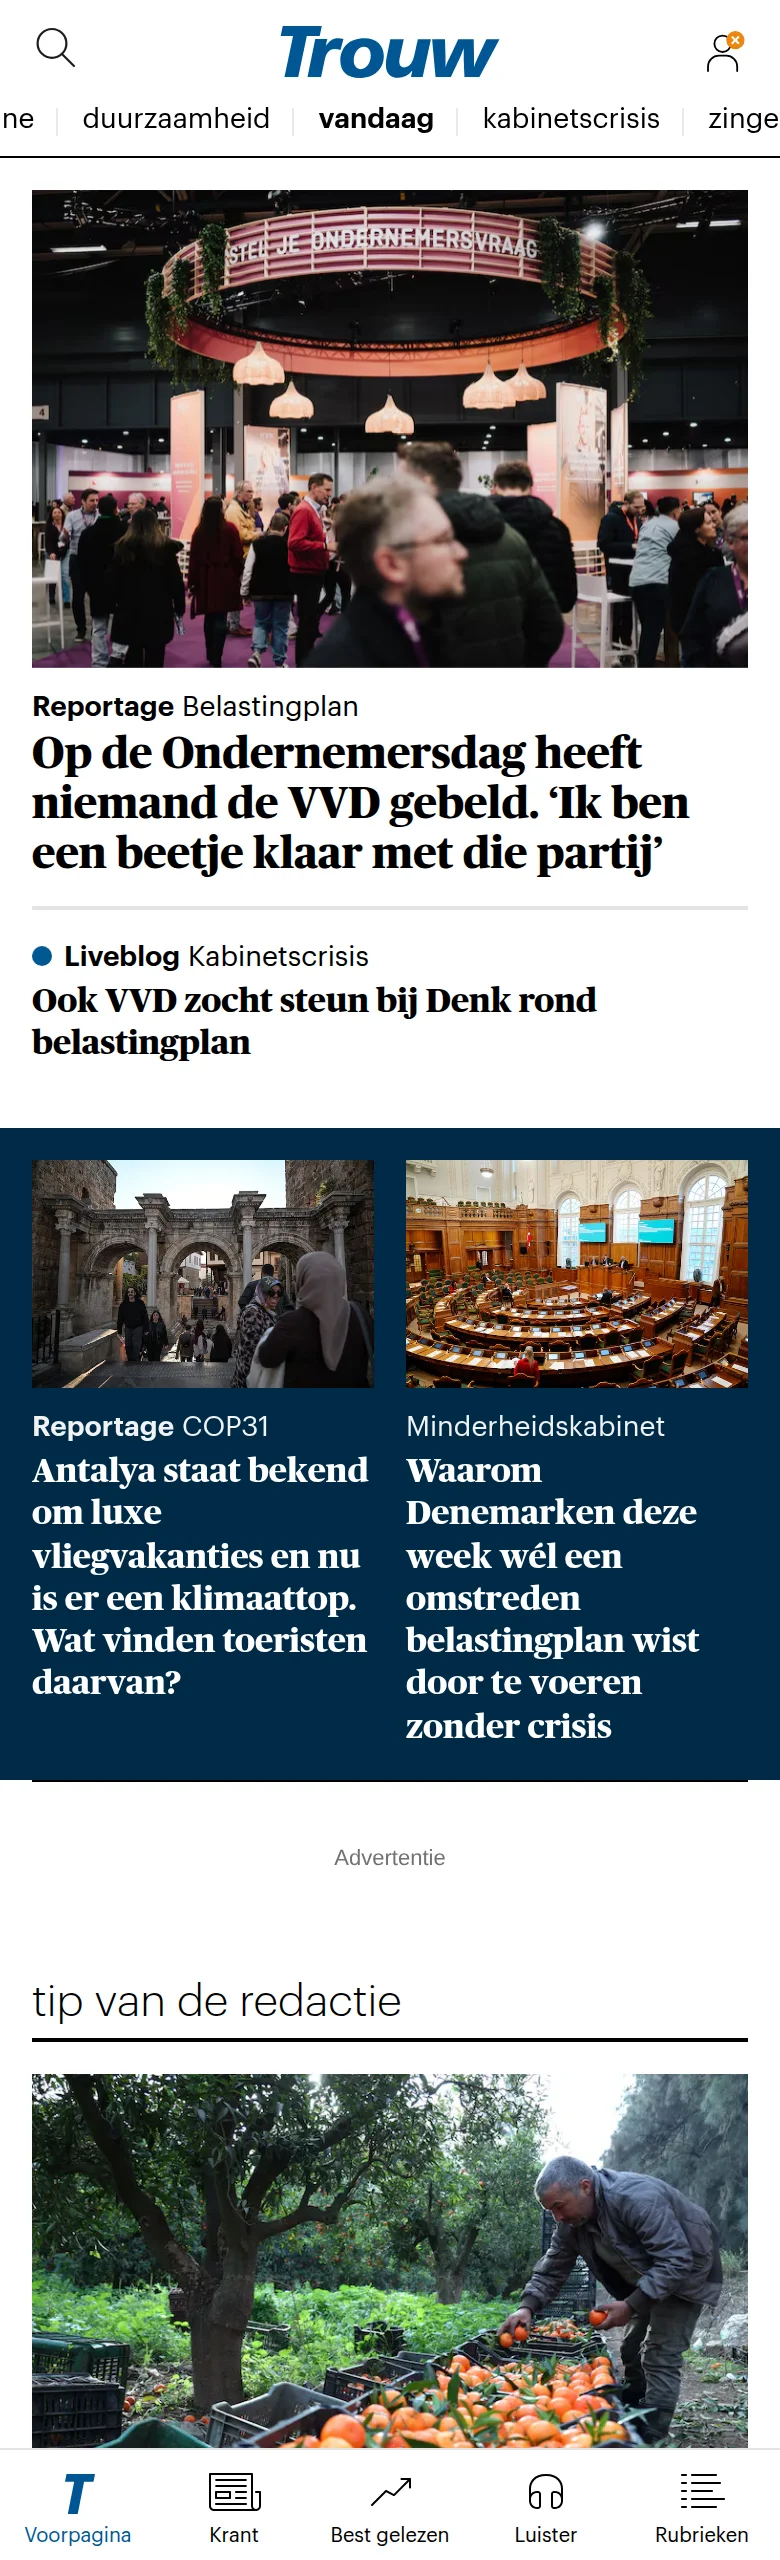 Trouw
ne
duurzaamheid
vandaag
kabinetscrisis
zinge
STEL JE ONDERNEMERSVRAAG
4
Reportage Belastingplan
Op de Ondernemersdag heeft
niemand de VVD gebeld. ‘Ik ben
een beetje klaar met die partij’
Liveblog Kabinetscrisis
Ook VVD zocht steun bij Denk rond
belastingplan
Reportage COP31
Antalya staat bekend
om luxe
vliegvakanties en nu
is er een klimaattop.
Wat vinden toeristen
daarvan?
Minderheidskabinet
Waarom
Denemarken deze
week wél een
omstreden
belastingplan wist
door te voeren
zonder crisis
Advertentie
tip van de redactie
T
Voorpagina
Krant
Best gelezen
Luister
Rubrieken